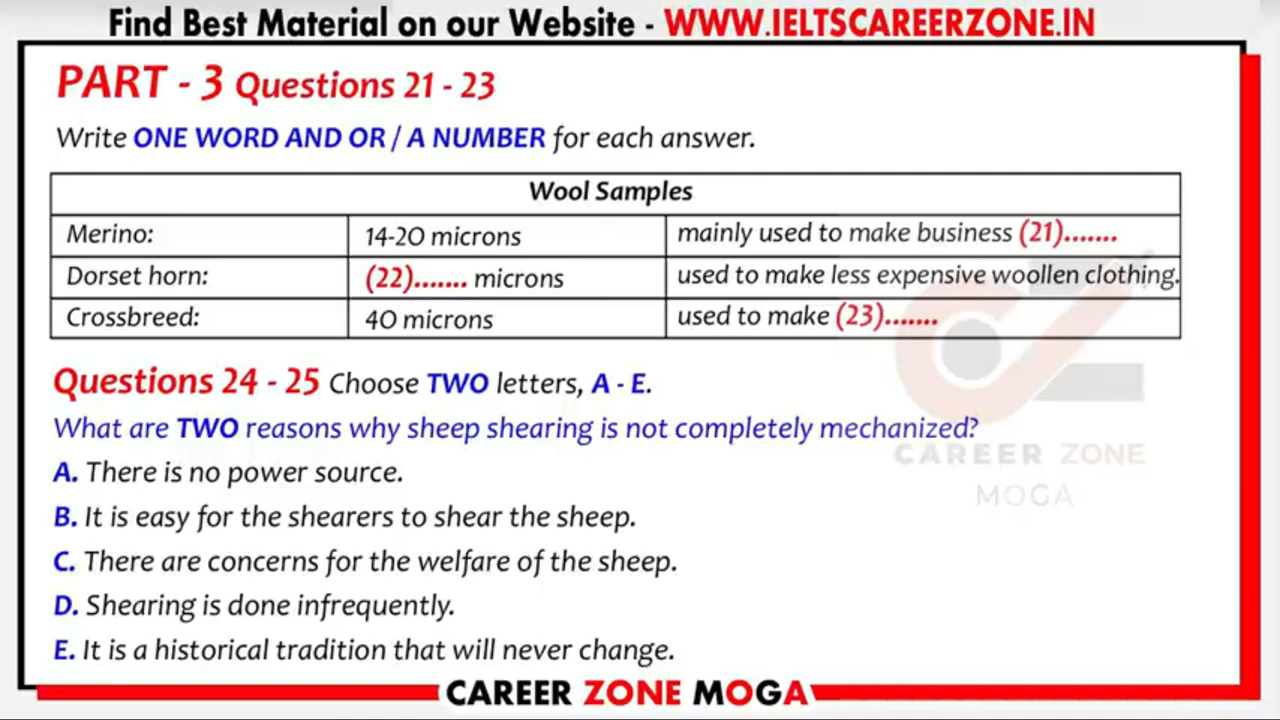 Find Best Material on our Website - WWW.IELTSCAREERZONE.IN
PART - 3 Questions 21 - 23
Write ONE WORD AND OR / A NUMBER for each answer.
Wool Samples
Merino: 14-20 microns mainly used to make business (21).......
Dorset horn: (22)....... microns used to make less expensive woollen clothing.
Crossbreed: 40 microns used to make (23).......
Questions 24 - 25 Choose TWO letters, A - E.
What are TWO reasons why sheep shearing is not completely mechanized?
A. There is no power source.
CAREER ZONE
MOGA
B. It is easy for the shearers to shear the sheep.
C. There are concerns for the welfare of the sheep.
D. Shearing is done infrequently.
E. It is a historical tradition that will never change.
CAREER ZONE MOGA